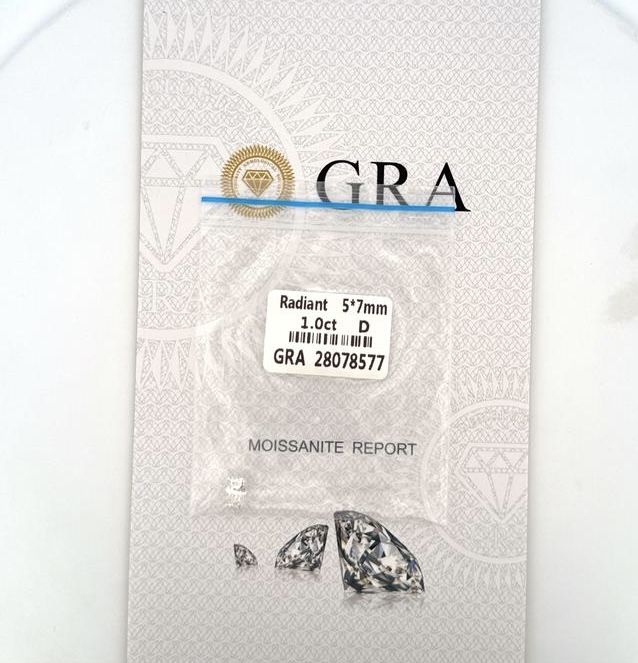 GRA
Radiant 5*7mm
1.0ct D
GRA 28078577
MOISSANITE REPORT